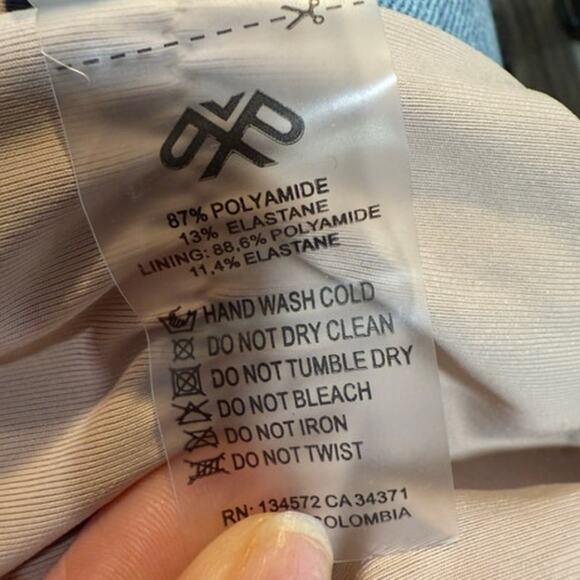 87% POLYAMIDE
13% ELASTANE
LINING: 88,6% POLYAMIDE
11,4% ELASTANE
HAND WASH COLD
DO NOT DRY CLEAN
DO NOT TUMBLE DRY
DO NOT BLEACH
DO NOT IRON
DO NOT TWIST
RN: 134572 CA 34371
COLOMBIA